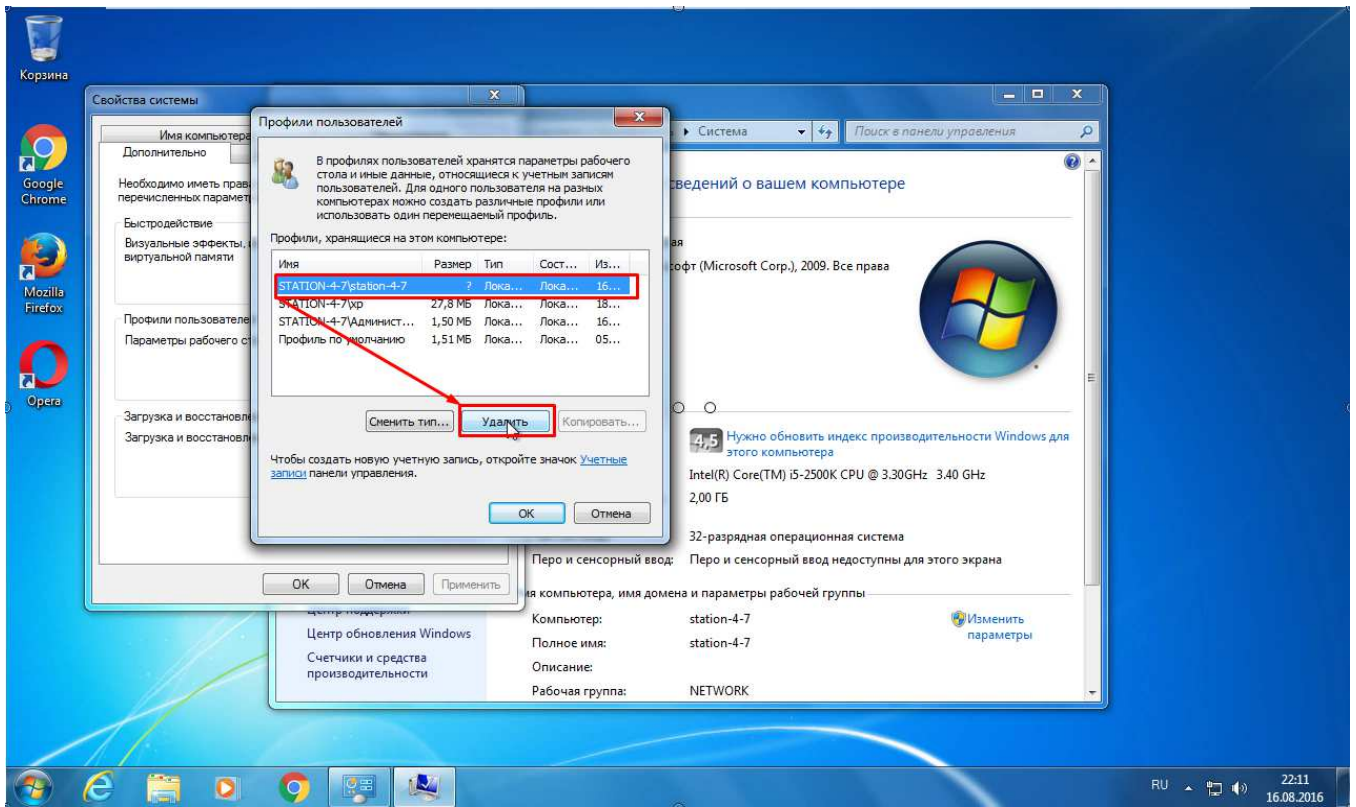 Корзина
Google
Chrome
Mozilla
Firefox
Opera
Свойства системы
Имя компьютера
Дополнительно
Необходимо иметь прав
перечисленных парамет
Быстродействие
Визуальные эффекты,
виртуальной памяти
Профили пользователе
Параметры рабочего с
Загрузка и восстановл
Загрузка и восстановл
ОК
Отмена
Применить
Профили пользователей
В профилях пользователей хранятся параметры рабочего
стола и иные данные, относящиеся к учетным записям
пользователей. Для одного пользователя на разных
компьютерах можно создать различные профили или
использовать один перемещаемый профиль.
Профили, хранящиеся на этом компьютере:
Имя Размер Тип Сост... Из...
STATION-4-7\station-4-7 ? Лока... Лока... 16...
STATION-4-7\xp 27,8 МБ Лока... Лока... 18...
STATION-4-7\Админист... 1,50 МБ Лока... Лока... 16...
Профиль по умолчанию 1,51 МБ Лока... Лока... 05...
Сменить тип...
Удалить
Копировать...
Чтобы создать новую учетную запись, откройте значок Учетные
записи панели управления.
ОК
Отмена
Система
Поиск в панели управления
сведений о вашем компьютере
ая
софт (Microsoft Corp.), 2009. Все права
4,5
Нужно обновить индекс производительности Windows для
этого компьютера
Intel(R) Core(TM) i5-2500K CPU @ 3.30GHz 3.40 GHz
2,00 ГБ
32-разрядная операционная система
Перо и сенсорный ввод: Перо и сенсорный ввод недоступны для этого экрана
я компьютера, имя домена и параметры рабочей группы
Компьютер: station-4-7
Изменить
параметры
Полное имя: station-4-7
Описание:
Рабочая группа: NETWORK
Центр поддержки
Центр обновления Windows
Счетчики и средства
производительности
RU
22:11
16.08.2016